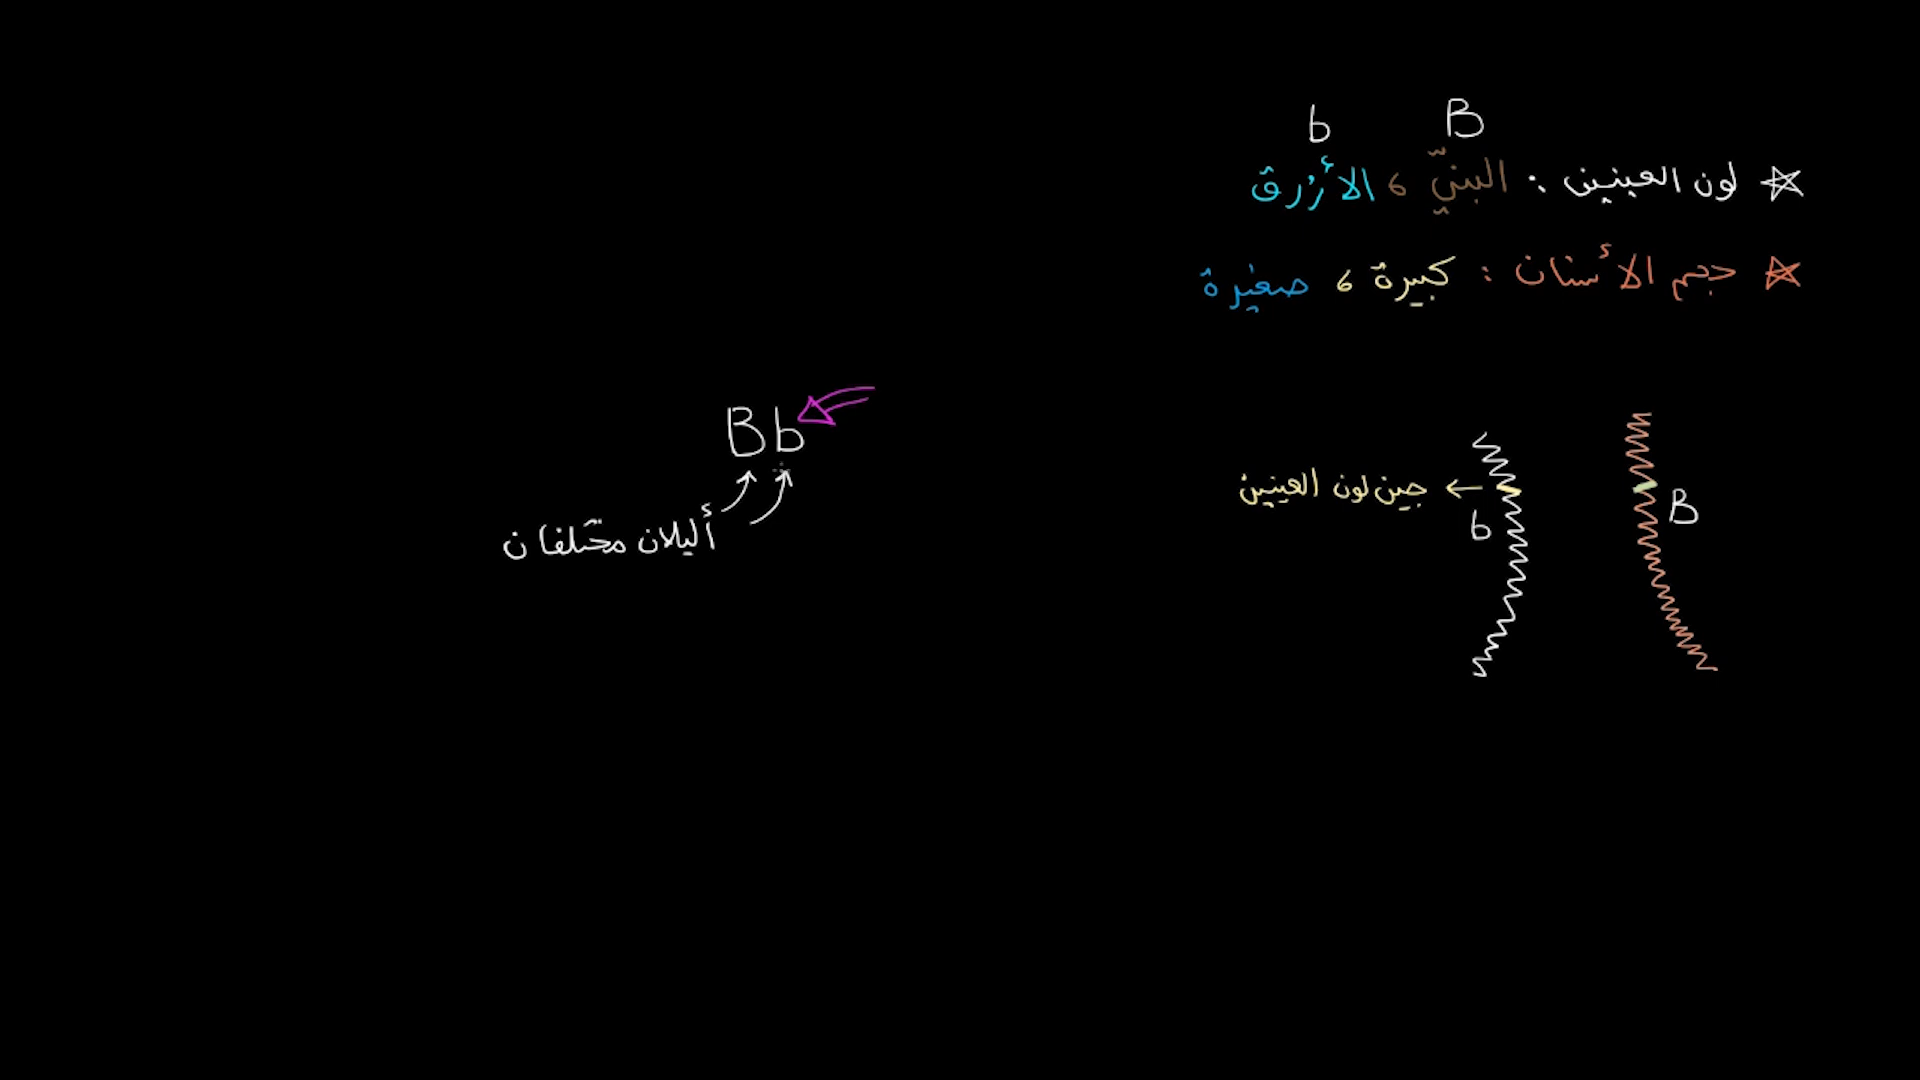 b B
☆ لون العينين : البنيّ ، الأزرق
☆ حجم الأسنان : كبيرة ، صغيرة
Bb
أليلان مختلفان
جين لون العينين ←
b
B